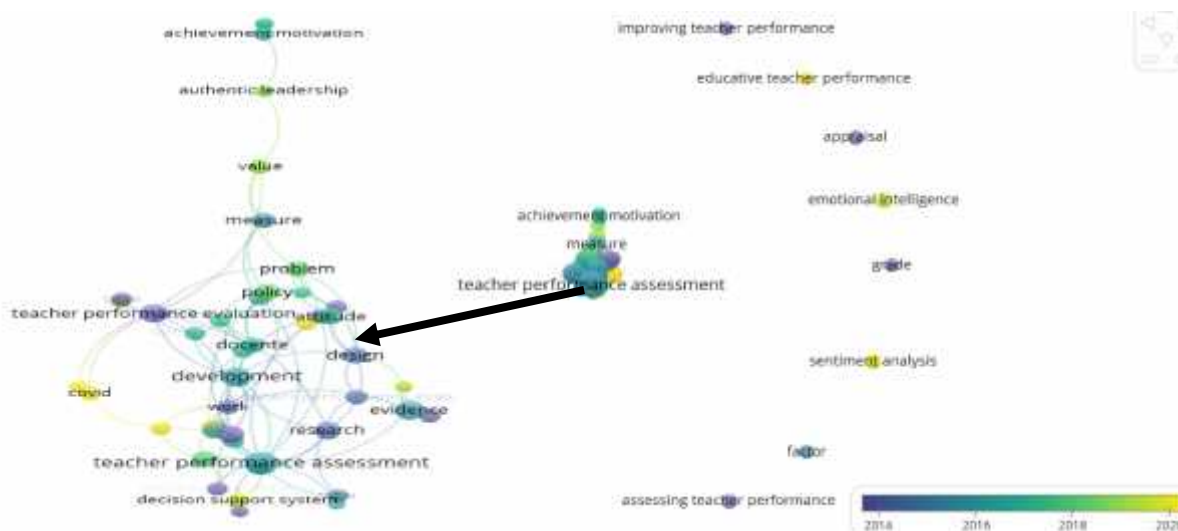 achievement motivation
authentic leadership
value
measure
problem
policy
teacher performance evaluation
attitude
docente
design
development
covid
work
evidence
research
teacher performance assessment
decision support system
achievement motivation
measure
teacher performance assessment
improving teacher performance
educative teacher performance
appraisal
emotional intelligence
grade
sentiment analysis
factor
assessing teacher performance
2014 2016 2018 2020